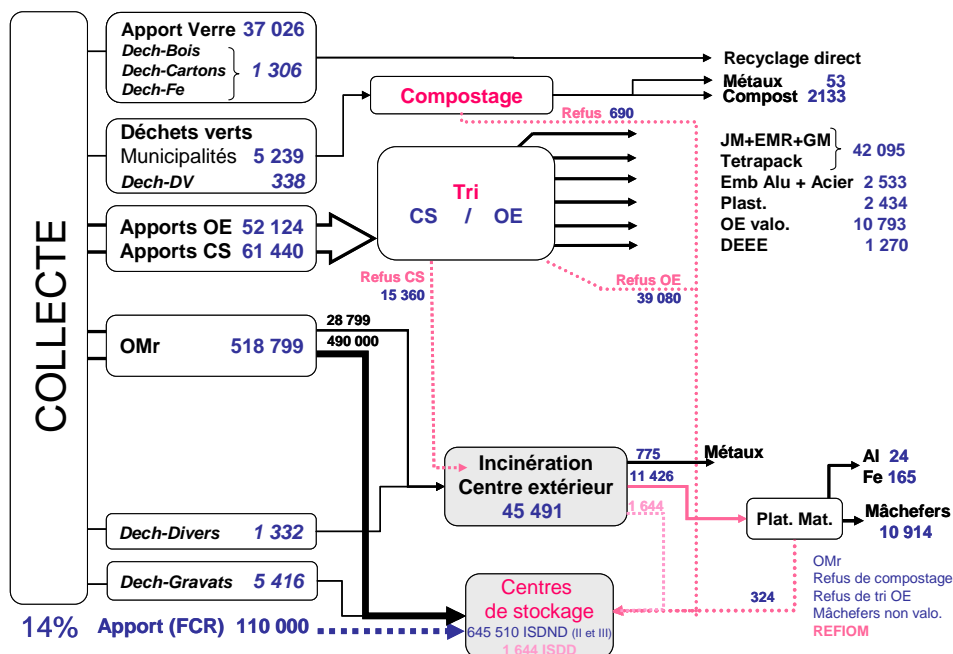 COLLECTE
Apport Verre 37 026
Dech-Bois
Dech-Cartons 1 306
Dech-Fe
Recyclage direct
Métaux 53
Compost 2133
Compostage
Refus 690
Déchets verts
Municipalités 5 239
Dech-DV 338
Tri
CS / OE
JM+EMR+GM
Tetrapack
42 095
Emb Alu + Acier 2 533
Plast. 2 434
OE valo. 10 793
DEEE 1 270
Apports OE 52 124
Apports CS 61 440
Refus CS
15 360
Refus OE
39 080
OMr 518 799
28 799
490 000
Incinération
Centre extérieur
45 491
775
Métaux
11 426
1 644
Al 24
Fe 165
Plat. Mat.
Mâchefers
10 914
Dech-Divers 1 332
Dech-Gravats 5 416
Centres
de stockage
645 510 ISDND (II et III)
1 644 ISDD
324
OMr
Refus de compostage
Refus de tri OE
Mâchefers non valo.
REFIOM
14% Apport (FCR) 110 000